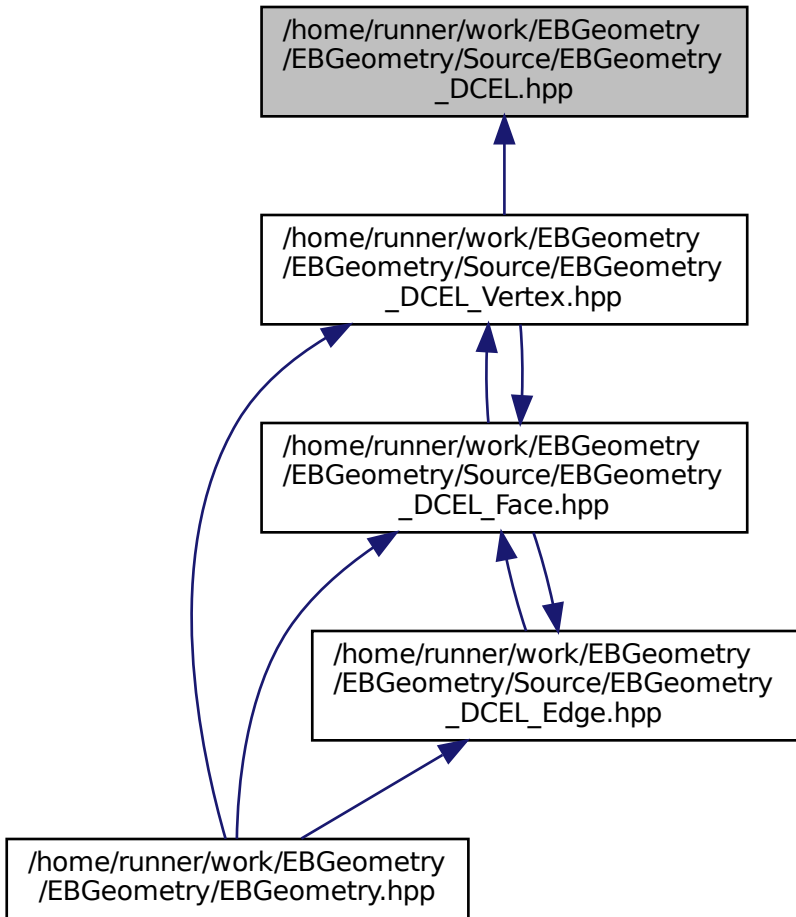 /home/runner/work/EBGeometry
/EBGeometry/Source/EBGeometry
_DCEL.hpp
/home/runner/work/EBGeometry
/EBGeometry/Source/EBGeometry
_DCEL_Vertex.hpp
/home/runner/work/EBGeometry
/EBGeometry/Source/EBGeometry
_DCEL_Face.hpp
/home/runner/work/EBGeometry
/EBGeometry/Source/EBGeometry
_DCEL_Edge.hpp
/home/runner/work/EBGeometry
/EBGeometry/EBGeometry.hpp